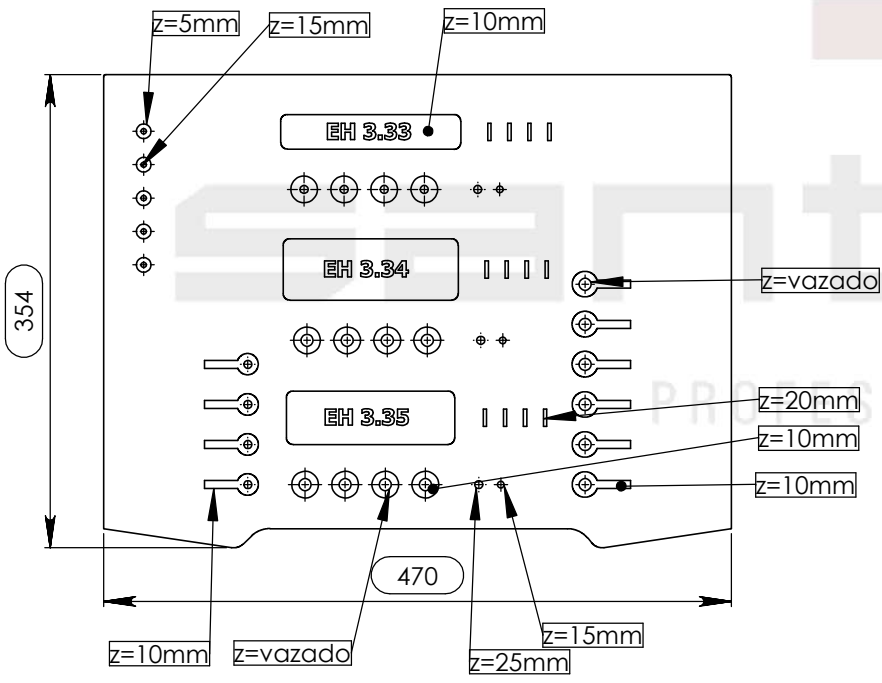 z=5mm
z=15mm
z=10mm
EH 3.33
EH 3.34
z=vazado
354
EH 3.35
PROFES
z=20mm
z=10mm
z=10mm
470
z=10mm
z=vazado
z=15mm
z=25mm